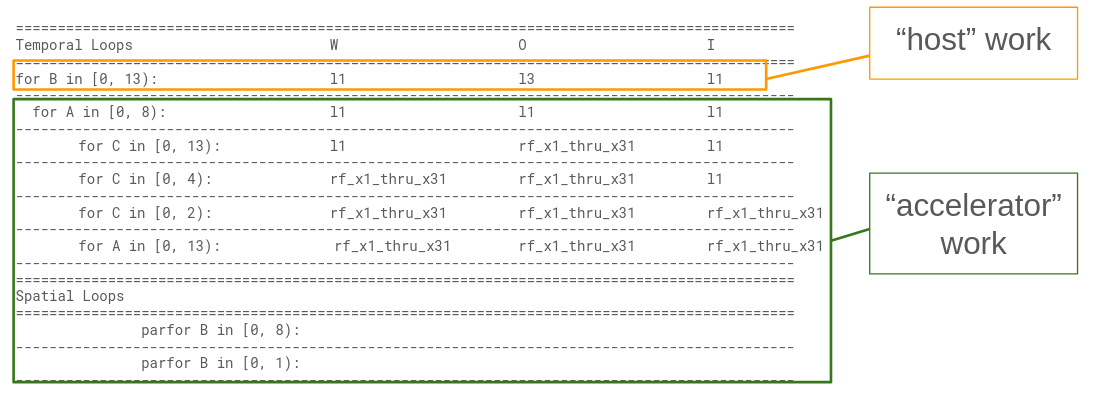 Temporal Loops W O I
for B in [0, 13): l1 l3 l1
for A in [0, 8): l1 l1 l1
for C in [0, 13): l1 rf_x1_thru_x31 l1
for C in [0, 4): rf_x1_thru_x31 rf_x1_thru_x31 l1
for C in [0, 2): rf_x1_thru_x31 rf_x1_thru_x31 rf_x1_thru_x31
for A in [0, 13): rf_x1_thru_x31 rf_x1_thru_x31 rf_x1_thru_x31
Spatial Loops
parfor B in [0, 8):
parfor B in [0, 1):
“host” work
“accelerator”
work